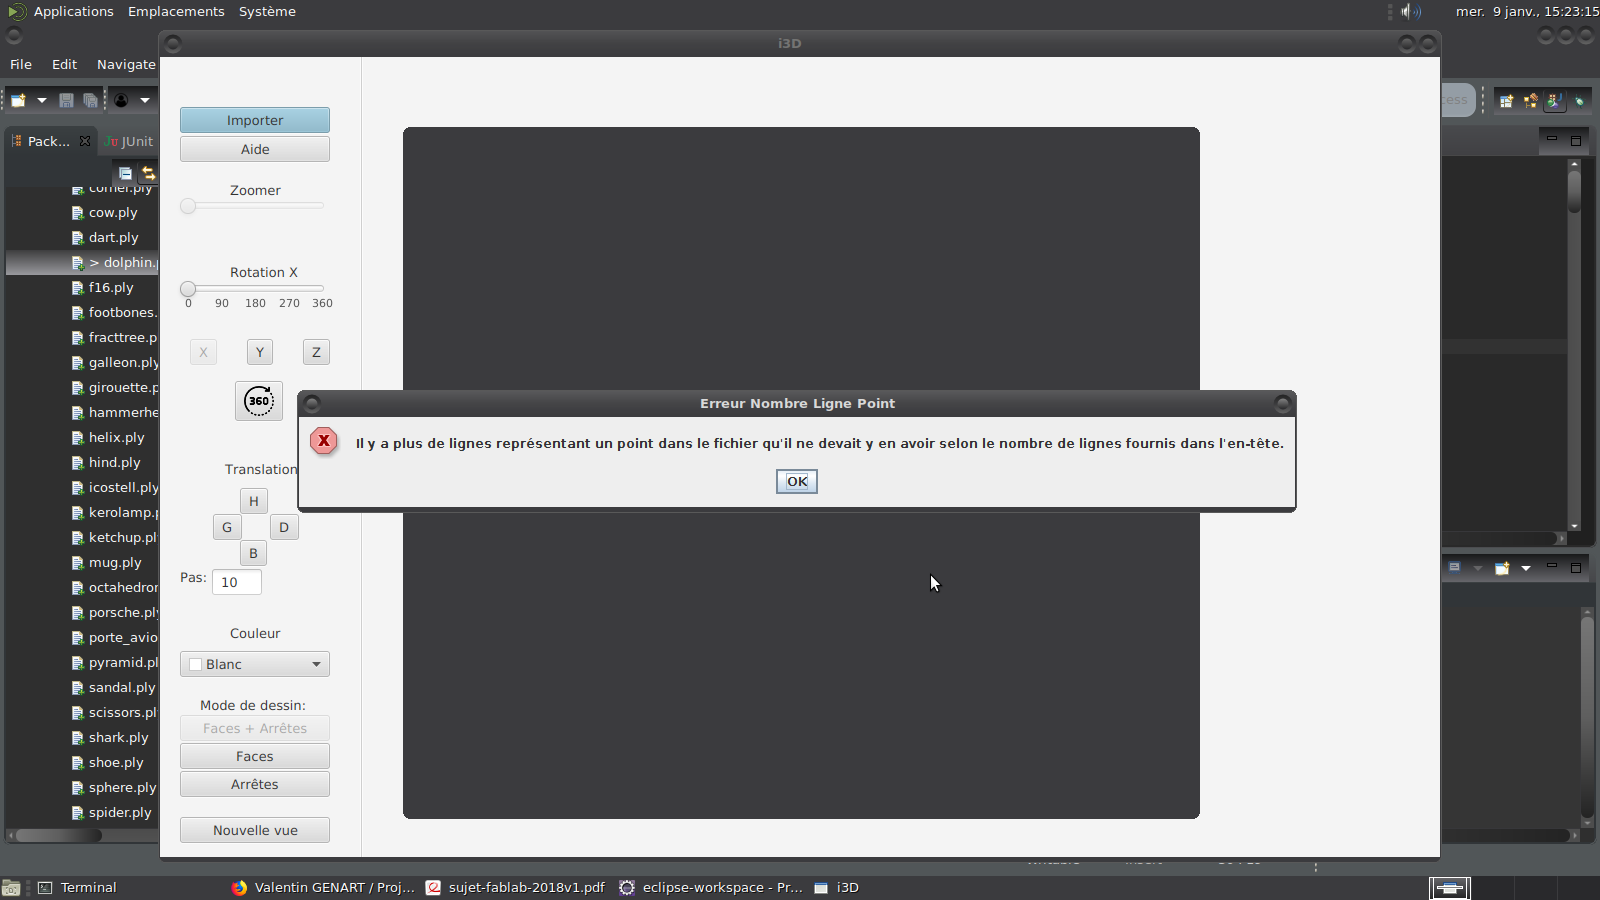 Applications Emplacements Système
mer. 9 janv., 15:23:15
i3D
File Edit Navigate
Importer
Aide
Zoomer
Rotation X
0 90 180 270 360
X Y Z
360
Translation
H
G D
B
Pas: 10
Couleur
Blanc
Mode de dessin:
Faces + Arrêtes
Faces
Arrêtes
Nouvelle vue
Pack...
JUnit
corner.ply
cow.ply
dart.ply
> dolphin.p
f16.ply
footbones.
fracttree.p
galleon.ply
girouette.p
hammerhe
helix.ply
hind.ply
icostell.ply
kerolamp.p
ketchup.pl
mug.ply
octahedron
porsche.ply
porte_avio
pyramid.pl
sandal.ply
scissors.pl
shark.ply
shoe.ply
sphere.ply
spider.ply
Erreur Nombre Ligne Point
Il y a plus de lignes représentant un point dans le fichier qu'il ne devait y en avoir selon le nombre de lignes fournis dans l'en-tête.
OK
Terminal
Valentin GENART / Proj...
sujet-fablab-2018v1.pdf
eclipse-workspace - Pr...
i3D